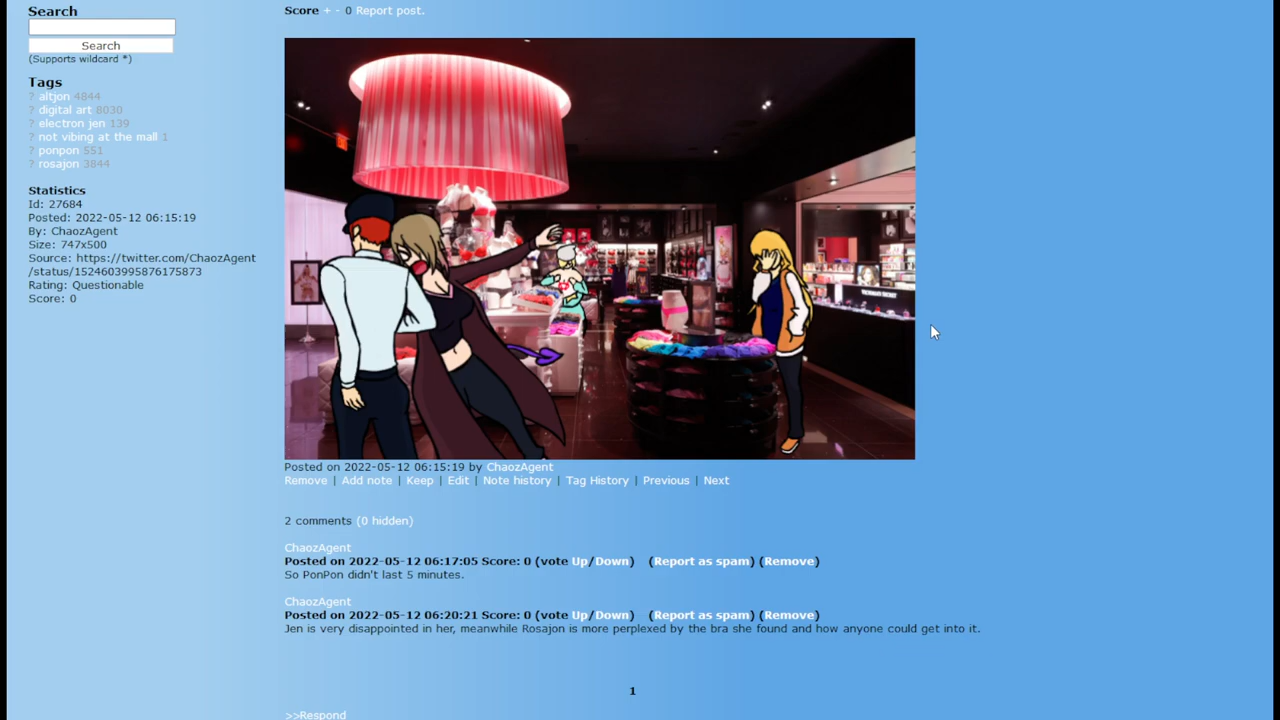 Search
Search
(Supports wildcard *)
Tags
? altjon 4844
? digital art 8030
? electron jen 139
? not vibing at the mall 1
? ponpon 551
? rosajon 3844
Statistics
Id: 27684
Posted: 2022-05-12 06:15:19
By: ChaozAgent
Size: 747x500
Source: https://twitter.com/ChaozAgent
/status/1524603995876175873
Rating: Questionable
Score: 0
Score + - 0 Report post.
Posted on 2022-05-12 06:15:19 by ChaozAgent
Remove | Add note | Keep | Edit | Note history | Tag History | Previous | Next
2 comments (0 hidden)
ChaozAgent
Posted on 2022-05-12 06:17:05 Score: 0 (vote Up/Down) (Report as spam) (Remove)
So PonPon didn't last 5 minutes.
ChaozAgent
Posted on 2022-05-12 06:20:21 Score: 0 (vote Up/Down) (Report as spam) (Remove)
Jen is very disappointed in her, meanwhile Rosajon is more perplexed by the bra she found and how anyone could get into it.
1
>>Respond